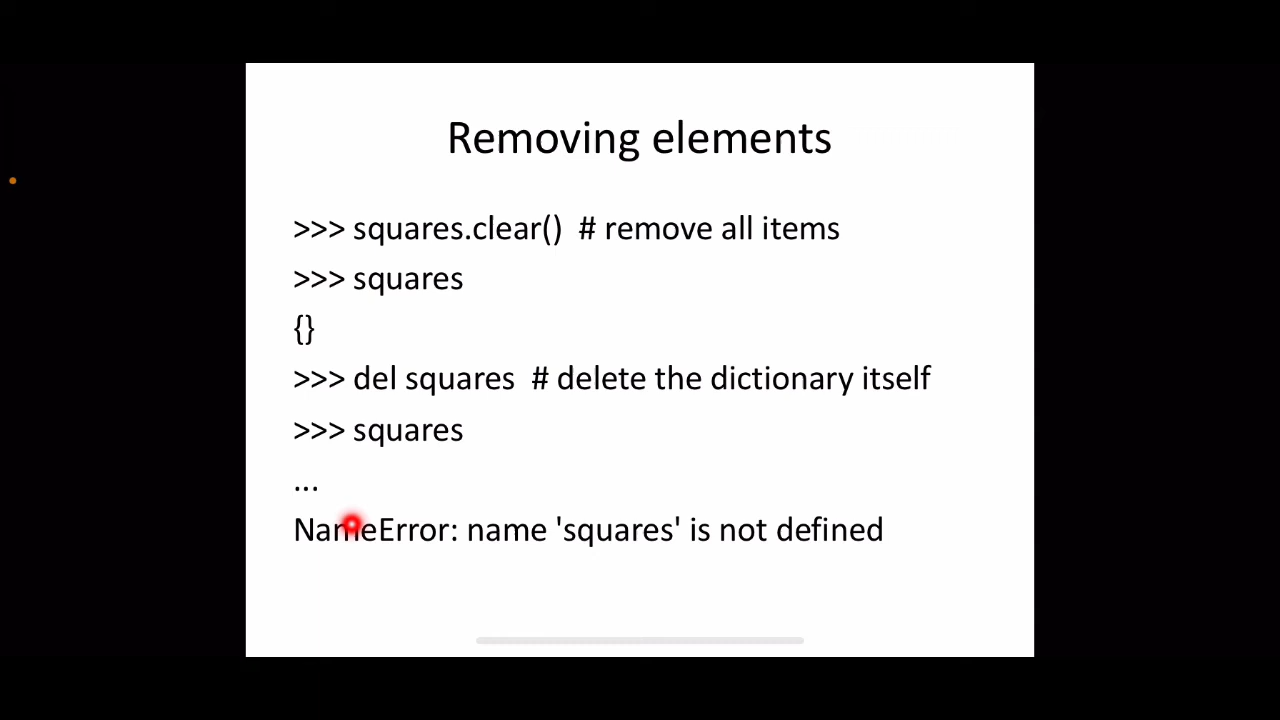 Removing elements
>>> squares.clear()  # remove all items
>>> squares
{}
>>> del squares  # delete the dictionary itself
>>> squares
...
NameError: name 'squares' is not defined